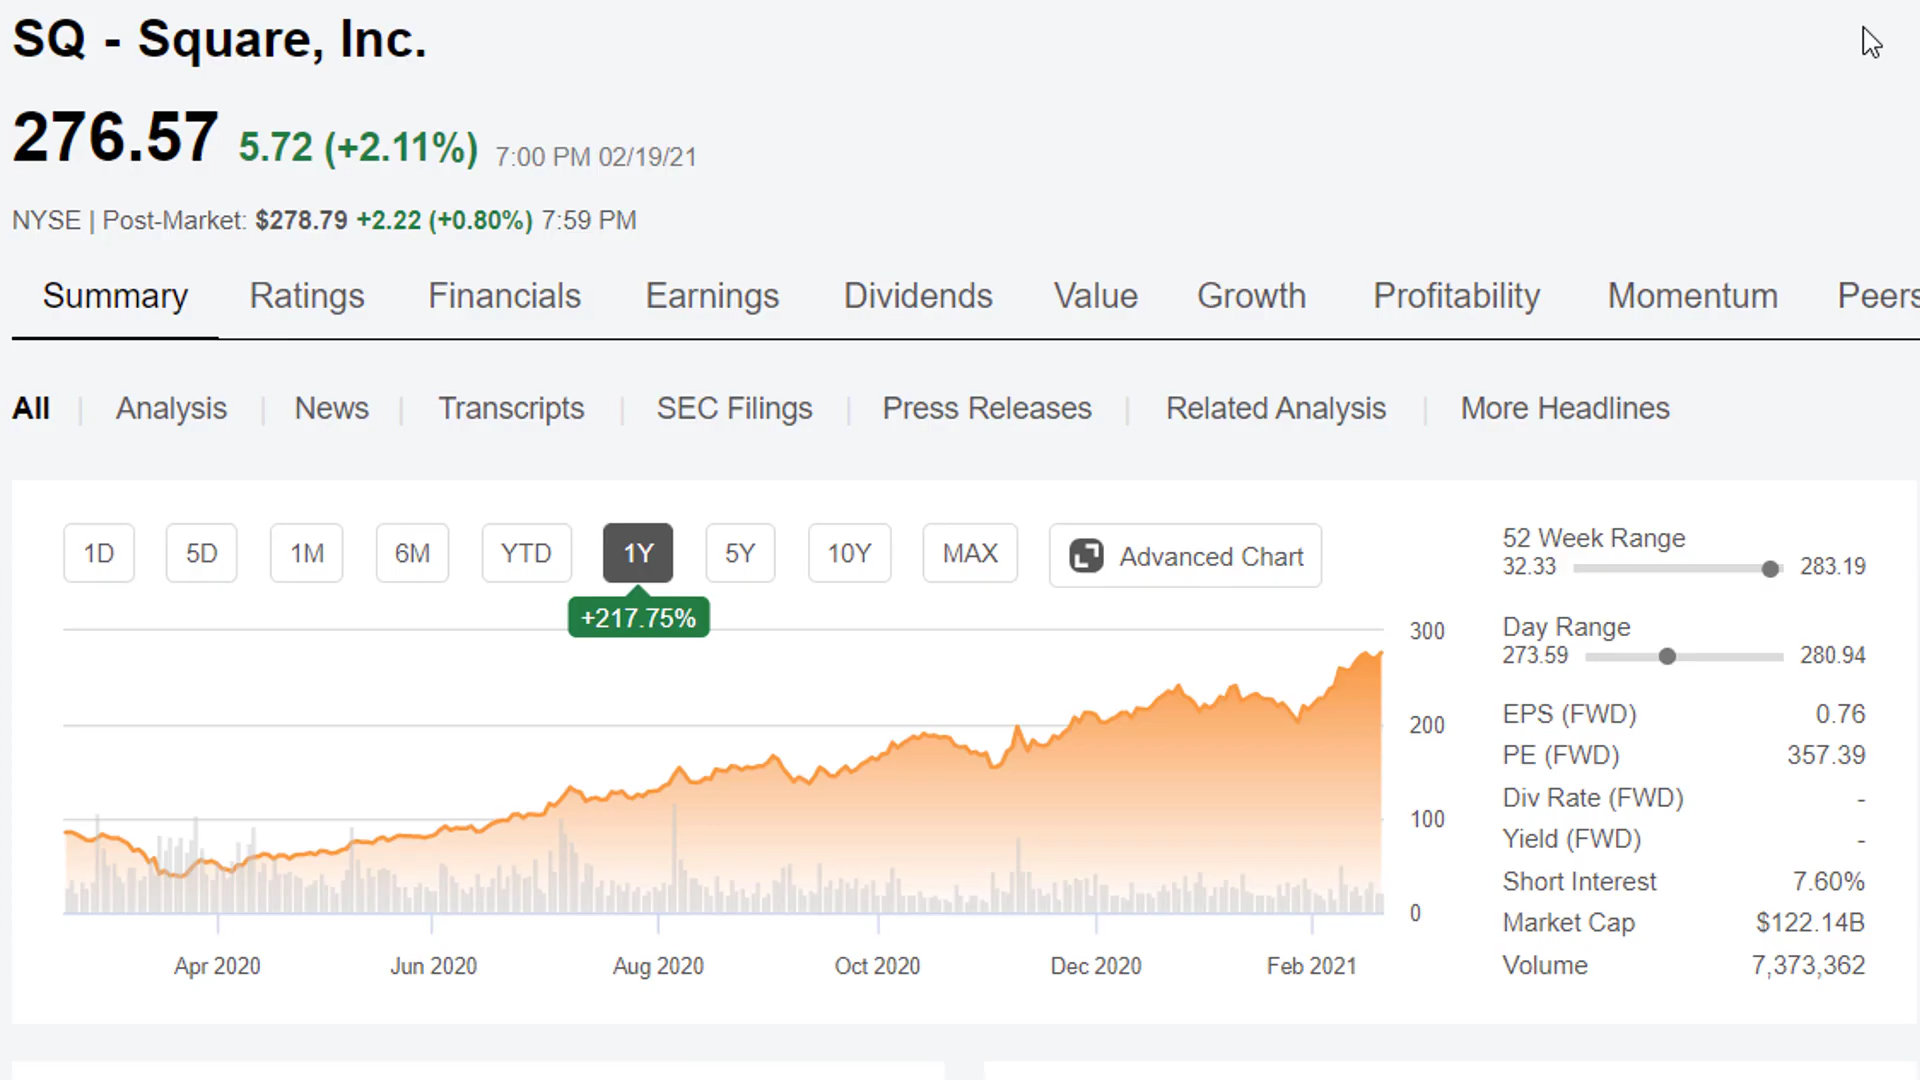 SQ - Square, Inc.
276.57 5.72 (+2.11%) 7:00 PM 02/19/21
NYSE | Post-Market: $278.79 +2.22 (+0.80%) 7:59 PM
Summary Ratings Financials Earnings Dividends Value Growth Profitability Momentum Peers
All | Analysis | News | Transcripts | SEC Filings | Press Releases | Related Analysis | More Headlines
1D 5D 1M 6M YTD 1Y 5Y 10Y MAX Advanced Chart
+217.75%
300
200
100
0
Apr 2020 Jun 2020 Aug 2020 Oct 2020 Dec 2020 Feb 2021
52 Week Range
32.33 283.19
Day Range
273.59 280.94
EPS (FWD) 0.76
PE (FWD) 357.39
Div Rate (FWD) -
Yield (FWD) -
Short Interest 7.60%
Market Cap $122.14B
Volume 7,373,362